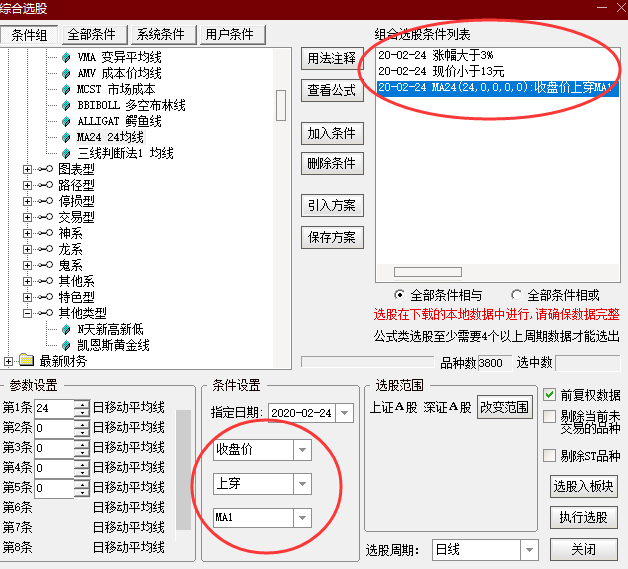 综合选股
条件组 全部条件 系统条件 用户条件
VMA 变异平均线
AMV 成本价均线
MCST 市场成本
BBIBOLL 多空布林线
ALLIGAT 鳄鱼线
MA24 24均线
三线判断法1 均线
图表型
路径型
停损型
交易型
神系
龙系
鬼系
其他系
特色型
其他类型
N天新高新低
凯恩斯黄金线
最新财务
用法注释
查看公式
加入条件
删除条件
引入方案
保存方案
组合选股条件列表
20-02-24 涨幅大于3%
20-02-24 现价小于13元
20-02-24 MA24(24,0,0,0,0):收盘价上穿MA1
全部条件相与 全部条件相或
选股在下载的本地数据中进行,请确保数据完整
公式类选股至少需要4个以上周期数据才能选出
品种数 3800 选中数
参数设置
第1条 24 日移动平均线
第2条 0 日移动平均线
第3条 0 日移动平均线
第4条 0 日移动平均线
第5条 0 日移动平均线
第6条 日移动平均线
第7条 日移动平均线
第8条 日移动平均线
条件设置
指定日期: 2020-02-24
收盘价
上穿
MA1
选股范围
上证A股 深证A股 改变范围
选股周期: 日线
前复权数据
剔除当前未
交易的品种
剔除ST品种
选股入板块
执行选股
关闭